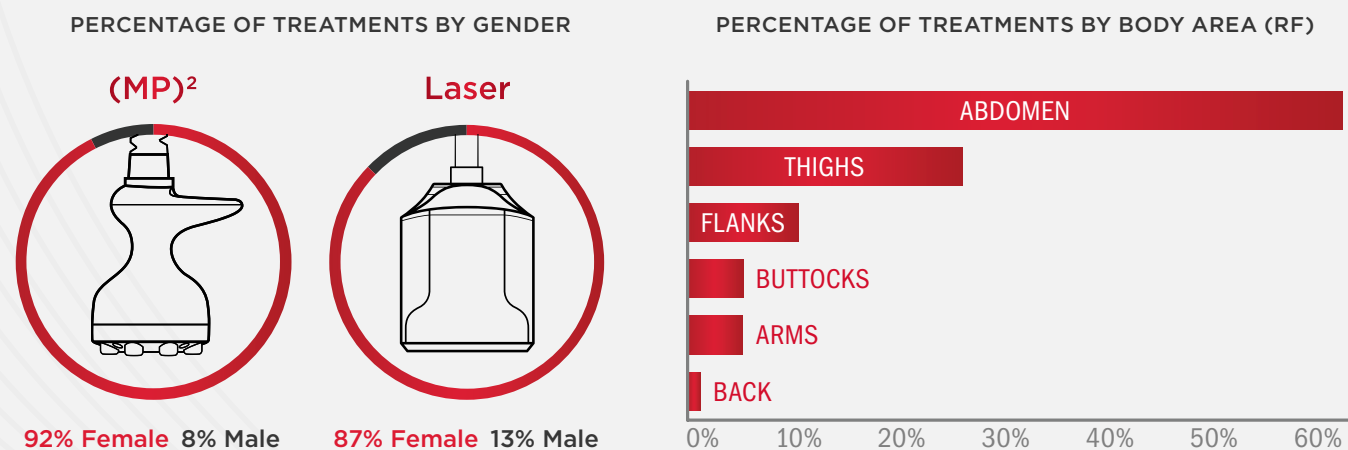 PERCENTAGE OF TREATMENTS BY GENDER
(MP)²
Laser
92% Female 8% Male
87% Female 13% Male
PERCENTAGE OF TREATMENTS BY BODY AREA (RF)
ABDOMEN
THIGHS
FLANKS
BUTTOCKS
ARMS
BACK
0% 10% 20% 30% 40% 50% 60%